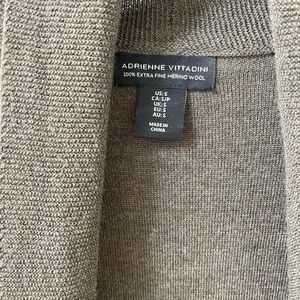 ADRIENNE VITTADINI
100% EXTRA FINE MERINO WOOL
US: S
CA: S/P
UK: S
EU: S
AU: S
MADE IN
CHINA